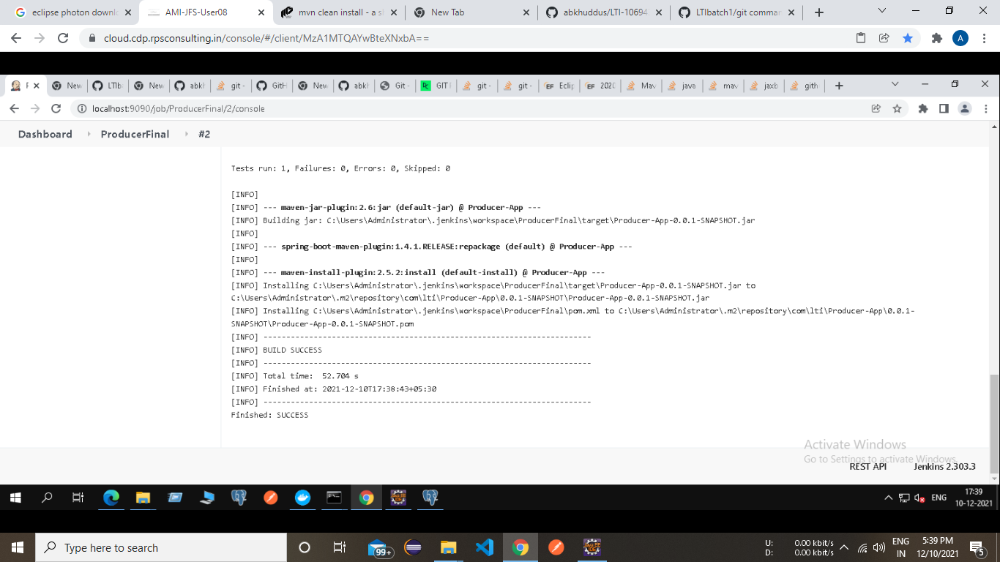 eclipse photon downl
AMI-JFS-User08
mvn clean install - a s
New Tab
abkhuddus/LTI-10694
LTIbatch1/git comman
cloud.cdp.rpsconsulting.in/console/#/client/MzA1MTQAYwBteXNxbA==
A
New
LTIb
New
abkh
git -
GitH
New
abkh
Git -
GIT
git -
git -
EF Eclip
EF 2020
Mav
java
mav
jaxb
gith
localhost:9090/job/ProducerFinal/2/console
Dashboard ProducerFinal #2
Tests run: 1, Failures: 0, Errors: 0, Skipped: 0
[INFO]
[INFO] --- maven-jar-plugin:2.6:jar (default-jar) @ Producer-App ---
[INFO] Building jar: C:\Users\Administrator\.jenkins\workspace\ProducerFinal\target\Producer-App-0.0.1-SNAPSHOT.jar
[INFO]
[INFO] --- spring-boot-maven-plugin:1.4.1.RELEASE:repackage (default) @ Producer-App ---
[INFO]
[INFO] --- maven-install-plugin:2.5.2:install (default-install) @ Producer-App ---
[INFO] Installing C:\Users\Administrator\.jenkins\workspace\ProducerFinal\target\Producer-App-0.0.1-SNAPSHOT.jar to
C:\Users\Administrator\.m2\repository\com\lti\Producer-App\0.0.1-SNAPSHOT\Producer-App-0.0.1-SNAPSHOT.jar
[INFO] Installing C:\Users\Administrator\.jenkins\workspace\ProducerFinal\pom.xml to C:\Users\Administrator\.m2\repository\com\lti\Producer-App\0.0.1-
SNAPSHOT\Producer-App-0.0.1-SNAPSHOT.pom
[INFO] ------------------------------------------------------------------------
[INFO] BUILD SUCCESS
[INFO] ------------------------------------------------------------------------
[INFO] Total time:  52.704 s
[INFO] Finished at: 2021-12-10T17:38:43+05:30
[INFO] ------------------------------------------------------------------------
Finished: SUCCESS
Activate Windows
Go to Settings to activate Windows.
REST API Jenkins 2.303.3
ENG
17:39
10-12-2021
Type here to search
99+
U: 0.00 kbit/s
D: 0.00 kbit/s
ENG
IN
5:39 PM
12/10/2021
5